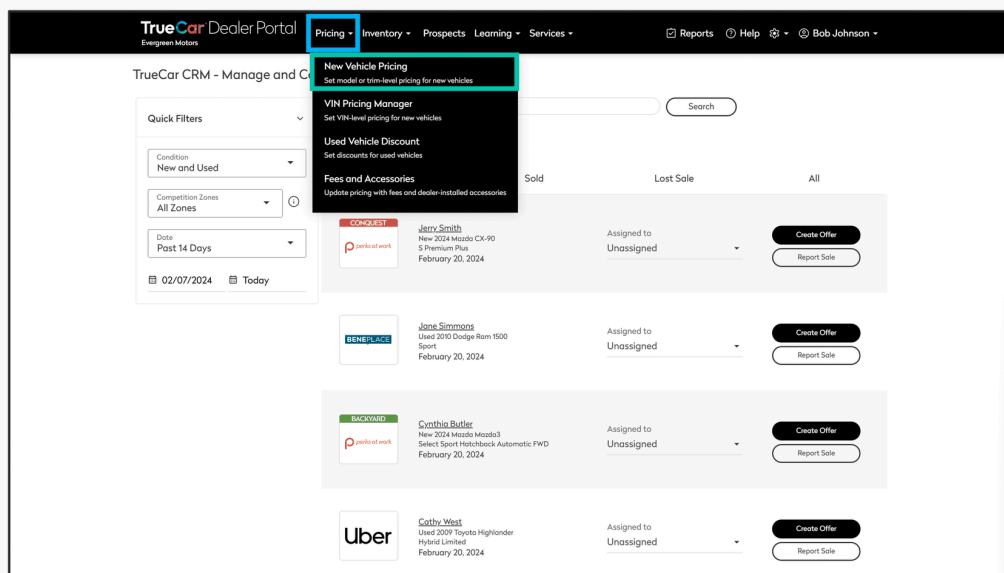 TrueCar Dealer Portal
Evergreen Motors
Pricing
Inventory
Prospects
Learning
Services
Reports
Help
Bob Johnson
New Vehicle Pricing
Set model or trim-level pricing for new vehicles
VIN Pricing Manager
Set VIN-level pricing for new vehicles
Used Vehicle Discount
Set discounts for used vehicles
Fees and Accessories
Update pricing with fees and dealer-installed accessories
TrueCar CRM - Manage and C
Search
Quick Filters
Condition
New and Used
Competition Zones
All Zones
Date
Past 14 Days
02/07/2024
Today
Sold
Lost Sale
All
CONQUEST
perks at work
Jerry Smith
New 2024 Mazda CX-90
S Premium Plus
February 20, 2024
Assigned to
Unassigned
Create Offer
Report Sale
BENEPLACE
Jane Simmons
Used 2010 Dodge Ram 1500
Sport
February 20, 2024
Assigned to
Unassigned
Create Offer
Report Sale
BACKYARD
perks at work
Cynthia Butler
New 2024 Mazda Mazda3
Select Sport Hatchback Automatic FWD
February 20, 2024
Assigned to
Unassigned
Create Offer
Report Sale
Uber
Cathy West
Used 2009 Toyota Highlander
Hybrid Limited
February 20, 2024
Assigned to
Unassigned
Create Offer
Report Sale